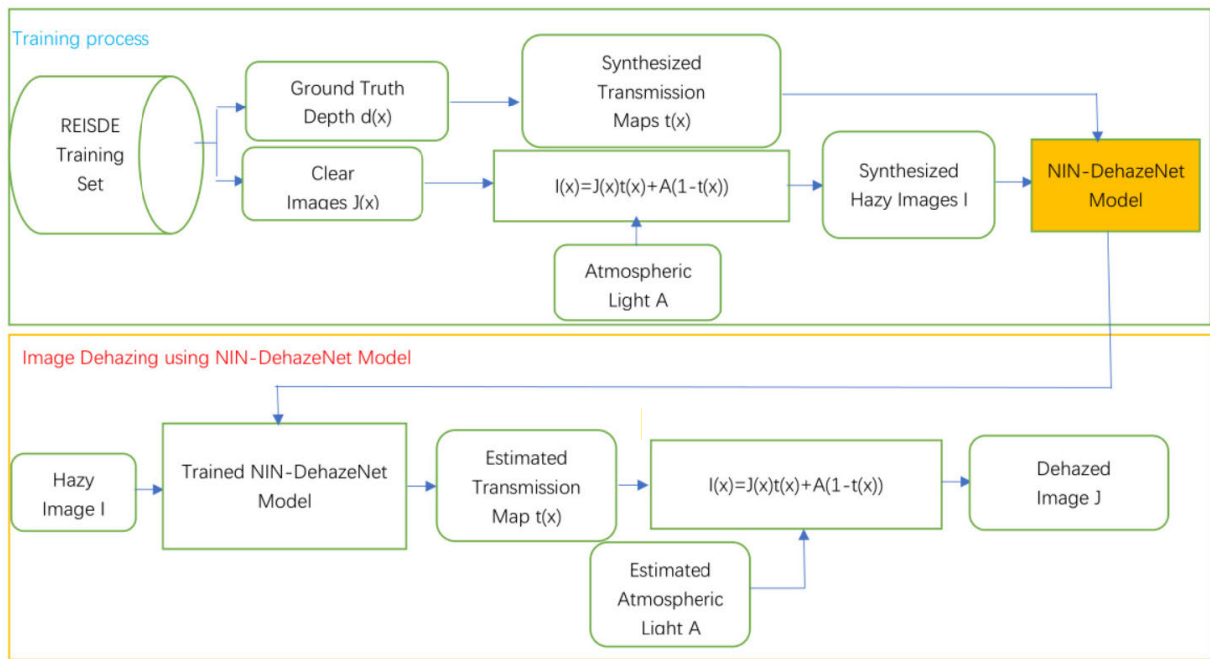 Training process
REISDE
Training
Set
Ground Truth
Depth d(x)
Synthesized
Transmission
Maps t(x)
Clear
Images J(x)
I(x)=J(x)t(x)+A(1-t(x))
Synthesized
Hazy Images I
NIN-DehazeNet
Model
Atmospheric
Light A
Image Dehazing using NIN-DehazeNet Model
Hazy
Image I
Trained NIN-DehazeNet
Model
Estimated
Transmission
Map t(x)
I(x)=J(x)t(x)+A(1-t(x))
Dehazed
Image J
Estimated
Atmospheric
Light A